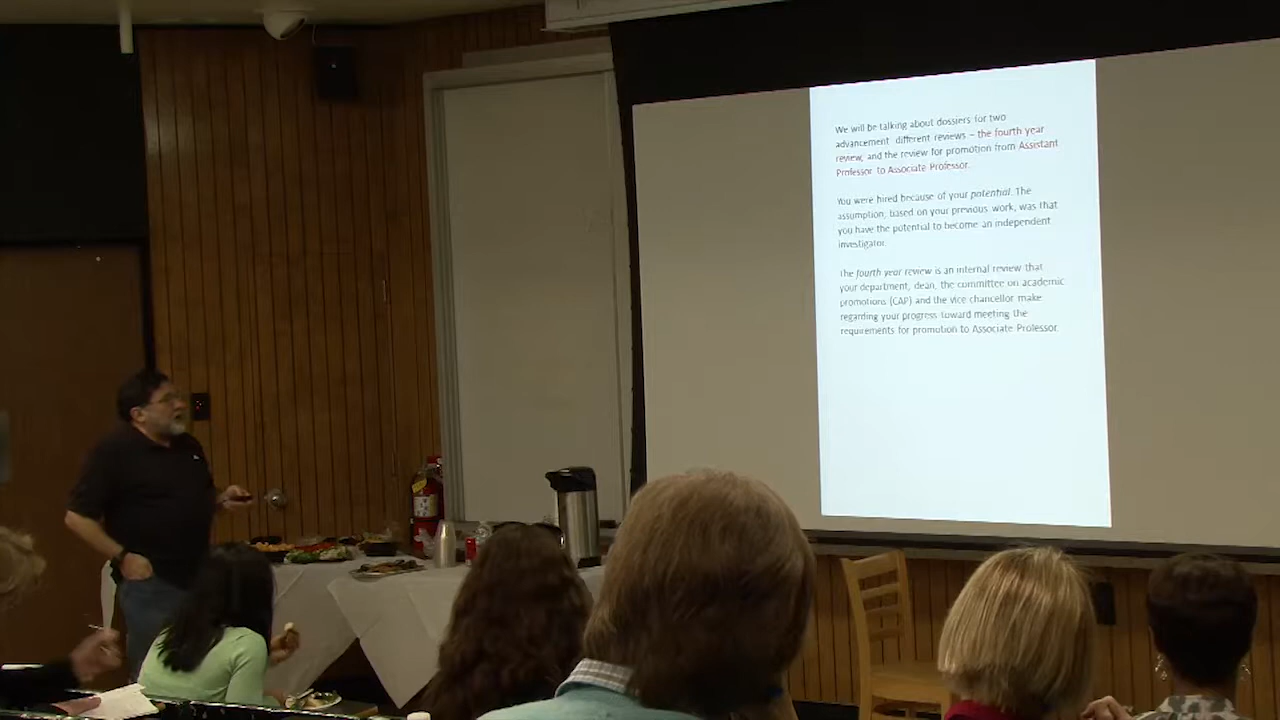 We will be talking about dossiers for two
advancement different reviews – the fourth year
review, and the review for promotion from Assistant
Professor to Associate Professor.
You were hired because of your potential. The
assumption, based on your previous work, was that
you have the potential to become an independent
investigator.
The fourth year review is an internal review that
your department, dean, the committee on academic
promotions (CAP) and the vice chancellor make
regarding your progress toward meeting the
requirements for promotion to Associate Professor.